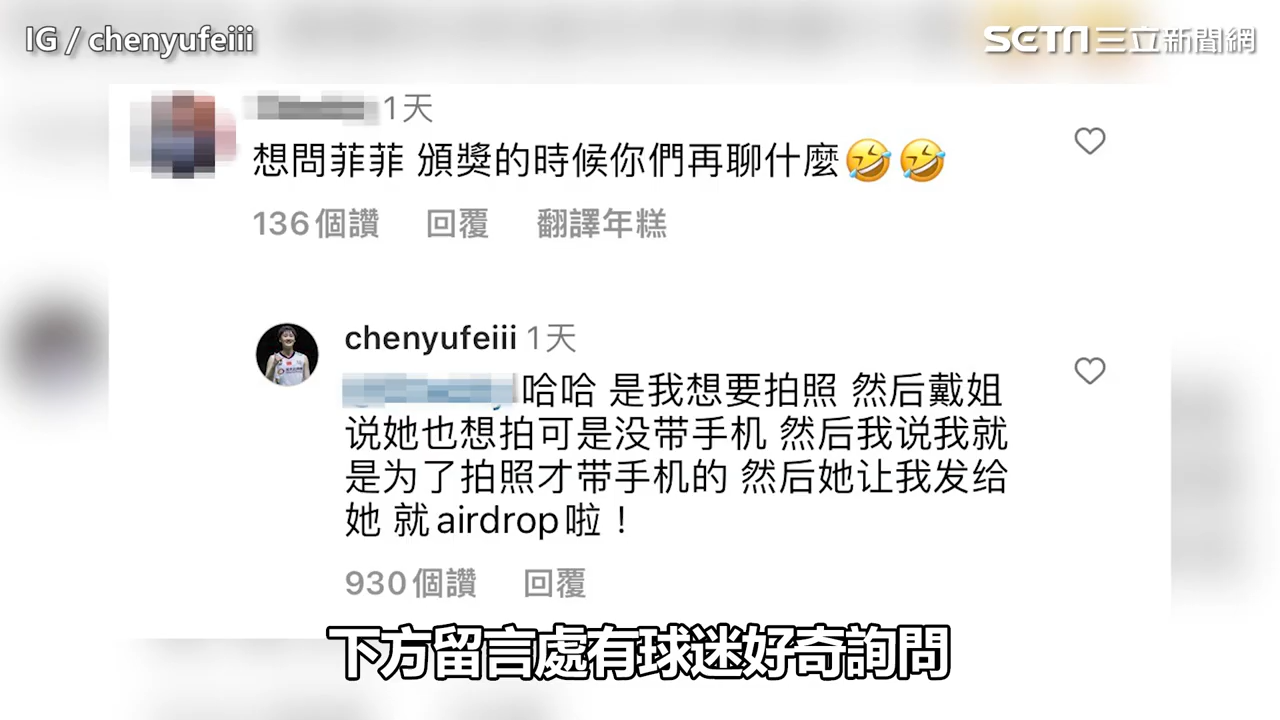 IG / chenyufeiii
SETN三立新聞網
1天
想問菲菲 頒獎的時候你們再聊什麼🤣🤣
136個讚 回覆 翻譯年糕
chenyufeiii 1天
哈哈 是我想要拍照 然后戴姐
说她也想拍可是没带手机 然后我说我就
是为了拍照才带手机的 然后她让我发给
她 就airdrop啦！
930個讚 回覆
下方留言處有球迷好奇詢問